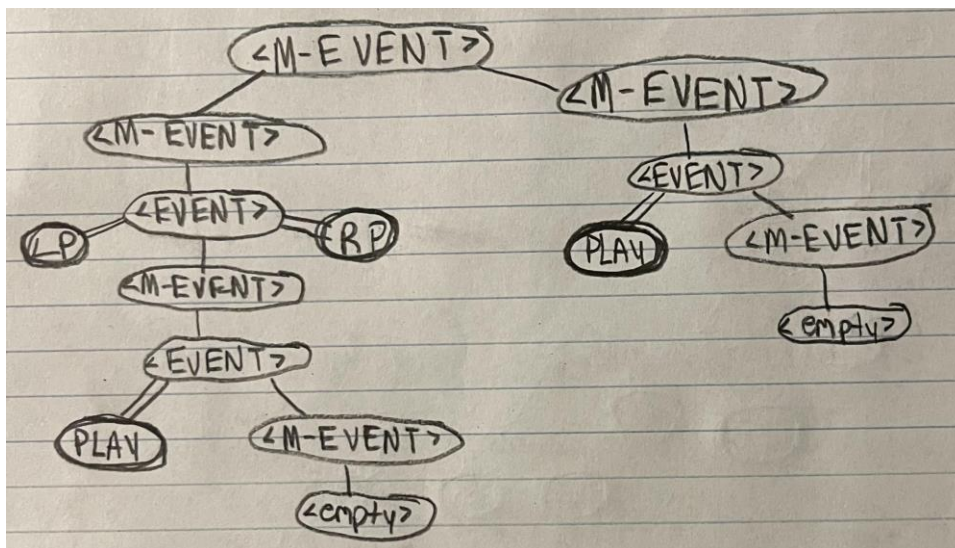 <M-EVENT>
<M-EVENT>
<M-EVENT>
<EVENT>
<EVENT>
LP
RP
PLAY
<M-EVENT>
<M-EVENT>
<empty>
<EVENT>
PLAY
<M-EVENT>
<empty>